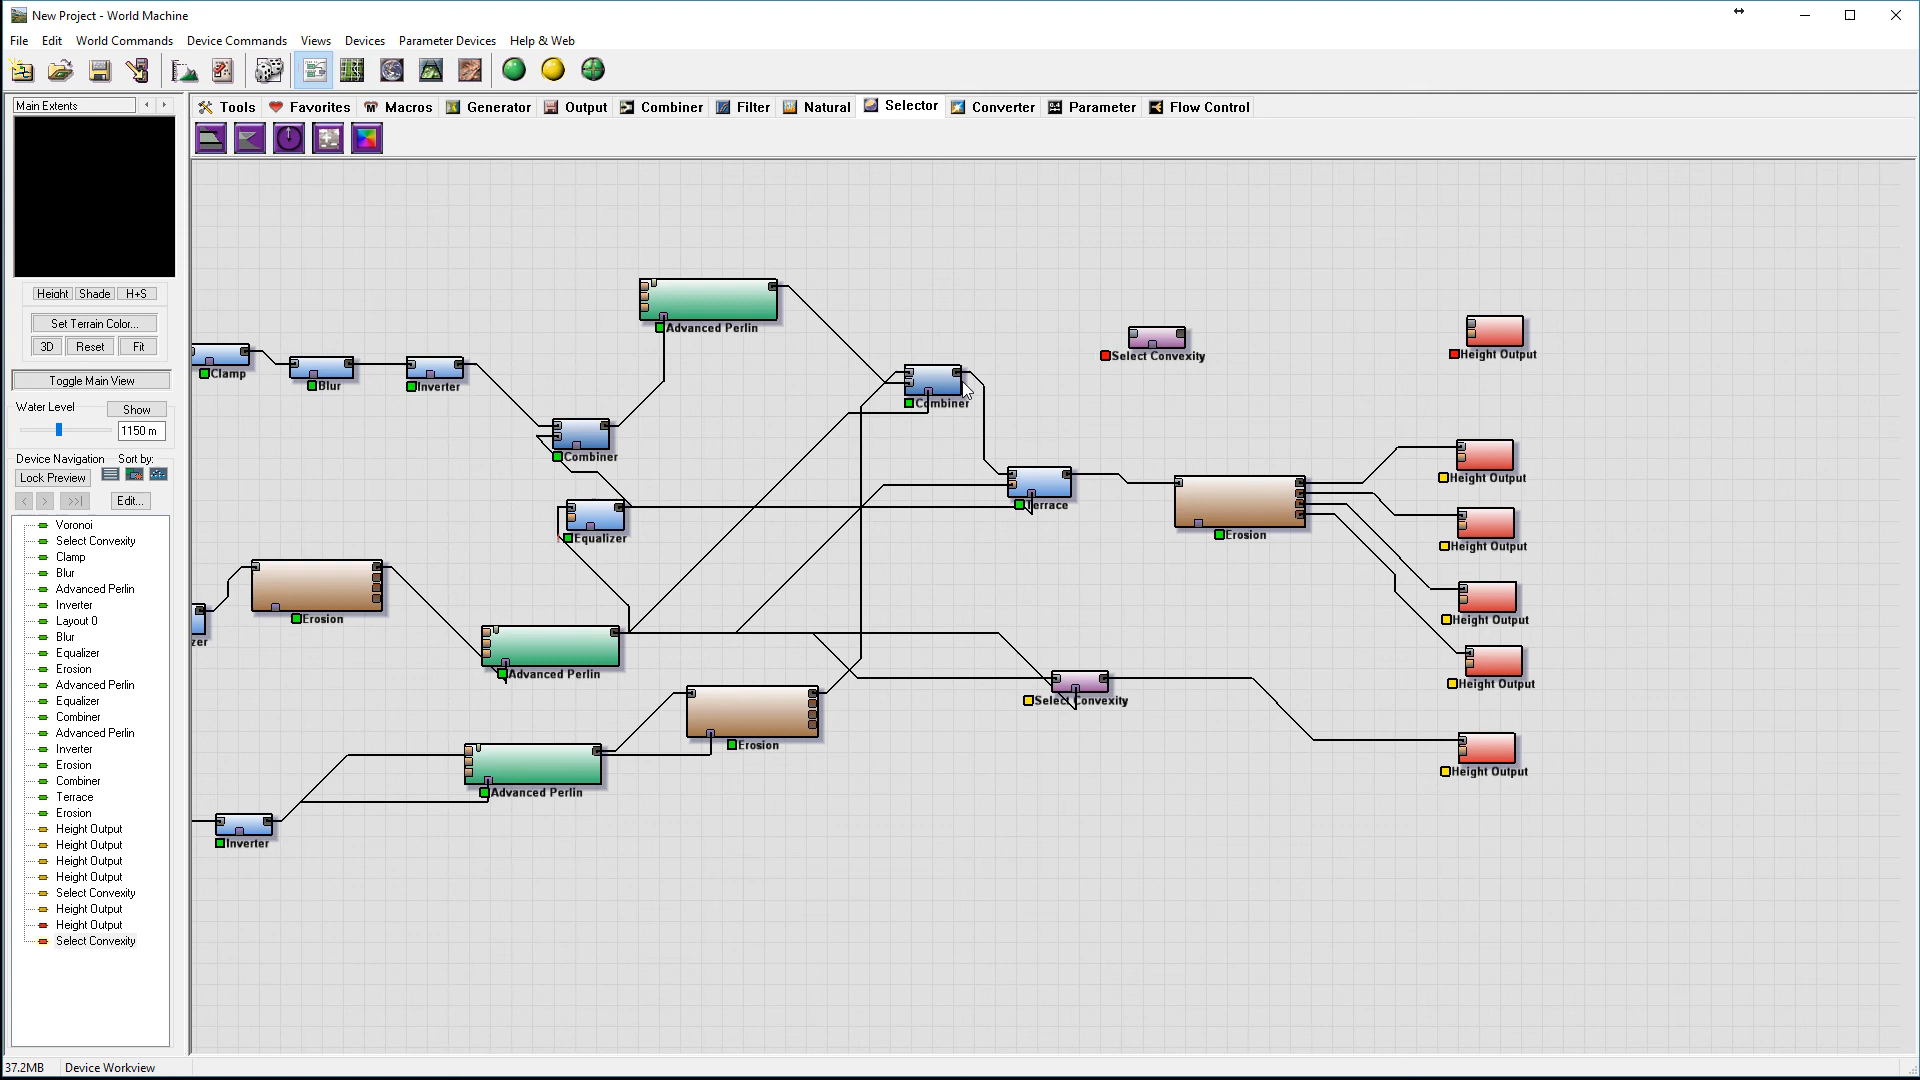 New Project - World Machine
File Edit World Commands Device Commands Views Devices Parameter Devices Help & Web
Main Extents
Tools Favorites Macros Generator Output Combiner Filter Natural Selector Converter Parameter Flow Control
Height Shade H+S
Set Terrain Color...
3D Reset Fit
Toggle Main View
Water Level Show
1150 m
Device Navigation Sort by:
Lock Preview
< > >>| Edit...
Voronoi
Select Convexity
Clamp
Blur
Advanced Perlin
Inverter
Layout 0
Blur
Equalizer
Erosion
Advanced Perlin
Equalizer
Combiner
Advanced Perlin
Inverter
Erosion
Combiner
Terrace
Erosion
Height Output
Height Output
Height Output
Height Output
Select Convexity
Height Output
Height Output
Select Convexity
Advanced Perlin
Select Convexity
Height Output
Clamp
Blur
Inverter
Combiner
Combiner
Height Output
Terrace
Equalizer
Erosion
Height Output
Erosion
zer
Height Output
Advanced Perlin
Height Output
Select Convexity
Erosion
Height Output
Advanced Perlin
Inverter
37.2MB Device Workview